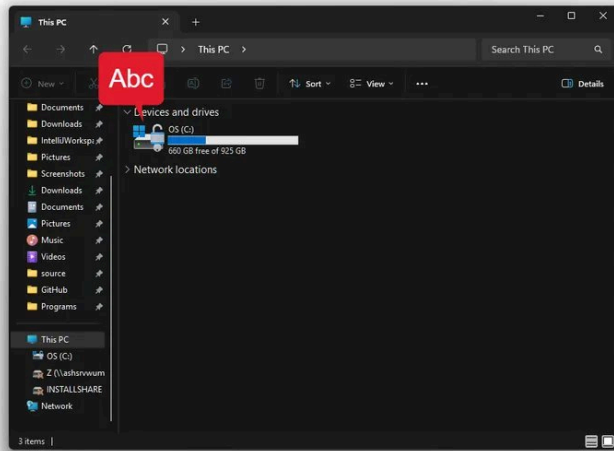 This PC
This PC
Search This PC
New
Sort
View
Details
Abc
Documents
Downloads
IntelliJWorkspa
Pictures
Screenshots
Downloads
Documents
Pictures
Music
Videos
source
GitHub
Programs
This PC
OS (C:)
Z (\\ashsrvwum
INSTALLSHARE
Network
Devices and drives
OS (C:)
660 GB free of 925 GB
Network locations
3 items